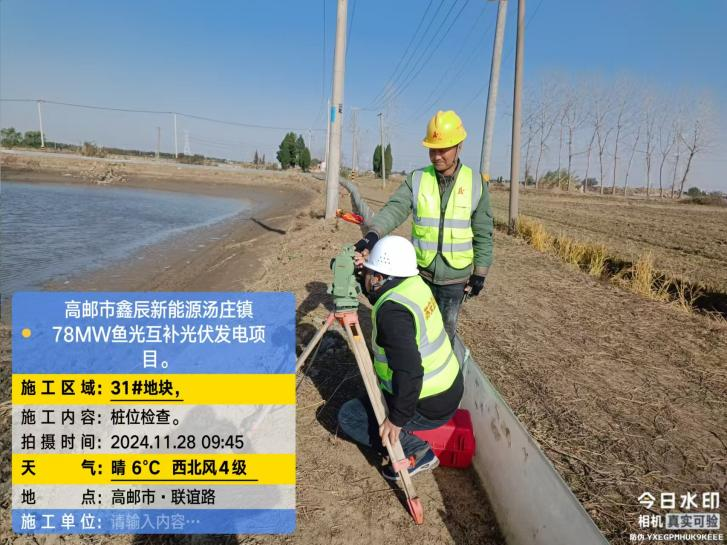 高邮市鑫辰新能源汤庄镇
78MW鱼光互补光伏发电项
目。
施工区域：31#地块，
施工内容：桩位检查。
拍摄时间：2024.11.28 09:45
天气：晴 6℃ 西北风4级
地点：高邮市·联谊路
施工单位：请输入内容…
今日水印
相机 真实可验
防伪 YXEGPMHUK9KEEE